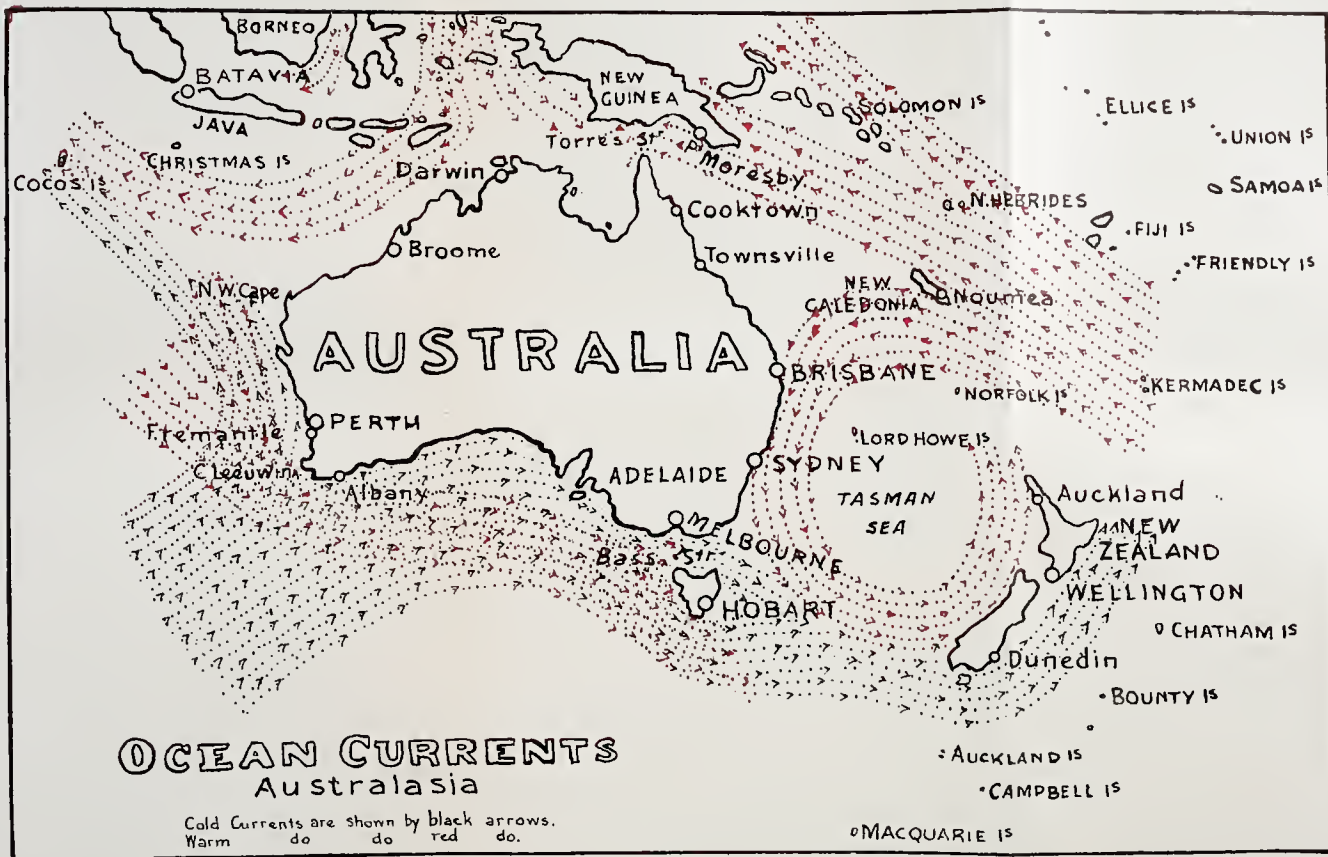 BORNEO
BATAVIA
JAVA
CHRISTMAS IS
COCOS IS
NEW
GUINEA
SOLOMON IS
ELLICE IS
UNION IS
SAMOA IS
Torres St
P. Moresby
Darwin
Cooktown
N. HEBRIDES
FIJI IS
FRIENDLY IS
Broome
Townsville
N.W. Cape
NEW
CALEDONIA
Noumea
AUSTRALIA
BRISBANE
NORFOLK IS
KERMADEC IS
PERTH
Fremantle
LORD HOWE IS
C Leeuwin
Albany
ADELAIDE
SYDNEY
TASMAN
SEA
Auckland
NEW
ZEALAND
MELBOURNE
Bass Str
WELLINGTON
HOBART
CHATHAM IS
Dunedin
BOUNTY IS
OCEAN CURRENTS
Australasia
AUCKLAND IS
CAMPBELL IS
MACQUARIE IS
Cold Currents are shown by black arrows.
Warm do do red do.